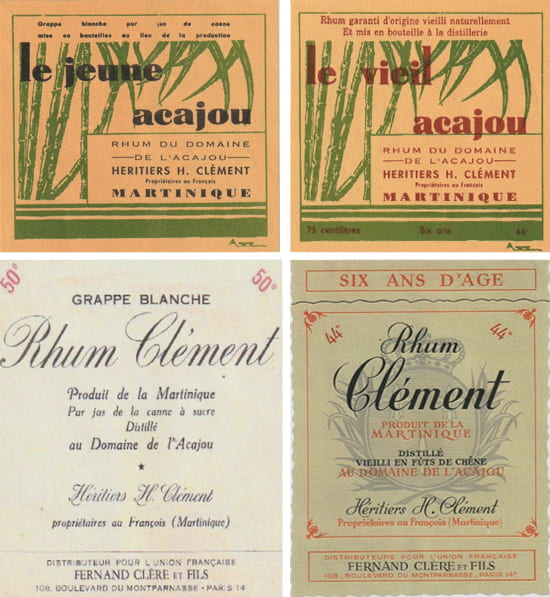 Grappe blanche pur jus de canne
mise en bouteilles au lieu de la production
le jeune
acajou
RHUM DU DOMAINE
DE L'ACAJOU
HERITIERS H. CLÉMENT
Propriétaires au François
MARTINIQUE
Rhum garanti d'origine vieilli naturellement
Et mis en bouteille à la distillerie
le vieil
acajou
RHUM DU DOMAINE
DE L'ACAJOU
HERITIERS H. CLÉMENT
Propriétaires au François
MARTINIQUE
75 centilitres Six ans 44°
50° 50°
GRAPPE BLANCHE
Rhum Clément
Produit de la Martinique
Pur jus de la canne à sucre
Distillé
au Domaine de l'Acajou
Héritiers H. Clément
propriétaires au François (Martinique)
DISTRIBUTEUR POUR L'UNION FRANÇAISE
FERNAND CLÈRE ET FILS
108, BOULEVARD DU MONTPARNASSE - PARIS 14°
SIX ANS D'AGE
44° 44°
Rhum
Clément
PRODUIT DE LA
MARTINIQUE
DISTILLÉ
VIEILLI EN FÛTS DE CHÊNE
AU DOMAINE DE L'ACAJOU
Héritiers H. Clément
Propriétaires au François (Martinique)
DISTRIBUTEURS POUR L'UNION FRANÇAISE
FERNAND CLÈRE ET FILS
108, BOULEVARD DU MONTPARNASSE, PARIS 14e